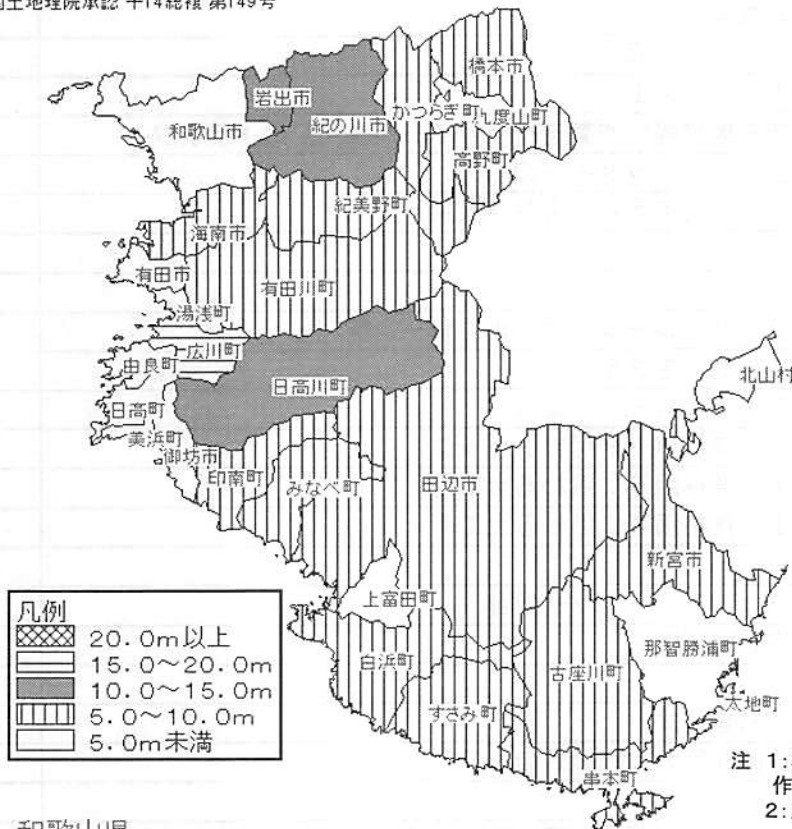 国土地理院承認 平14総複 第149号
橋本市
岩出市
かつらぎ町
九度山町
和歌山市
紀の川市
高野町
紀美野町
海南市
有田市
有田川町
湯浅町
広川町
由良町
北山村
日高川町
日高町
美浜町
御坊市
印南町
みなべ町
田辺市
新宮市
上富田町
那智勝浦町
白浜町
古座川町
太地町
すさみ町
串本町
凡例
20.0m以上
15.0～20.0m
10.0～15.0m
5.0～10.0m
5.0m未満
注 1:
作
2:
和歌山県